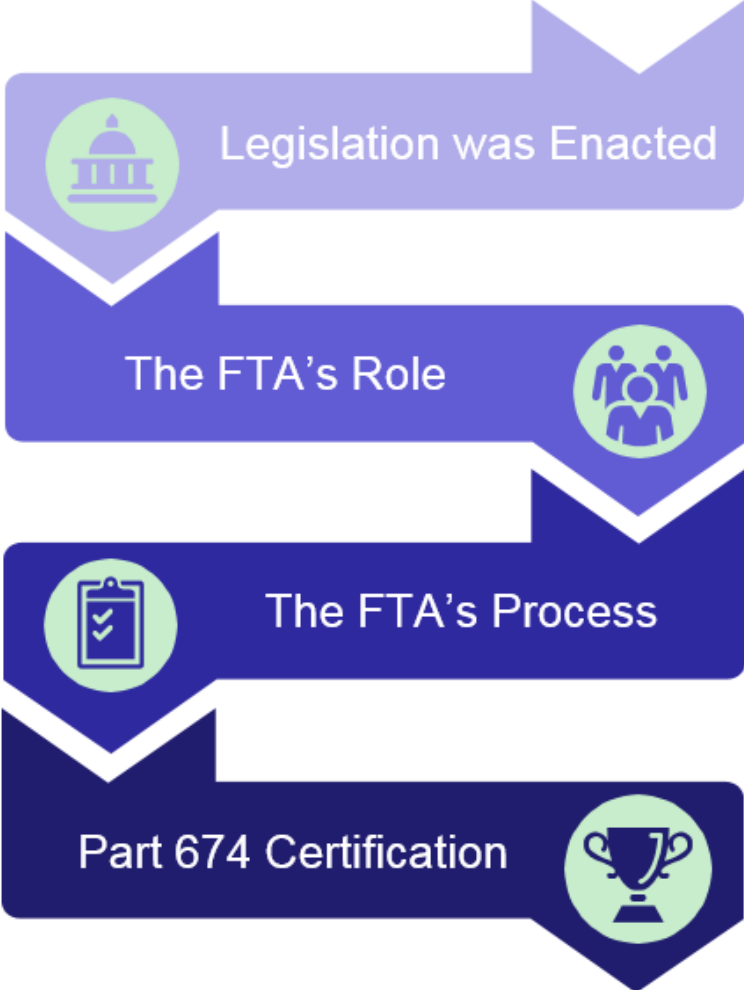 Legislation was Enacted
The FTA’s Role
The FTA’s Process
Part 674 Certification